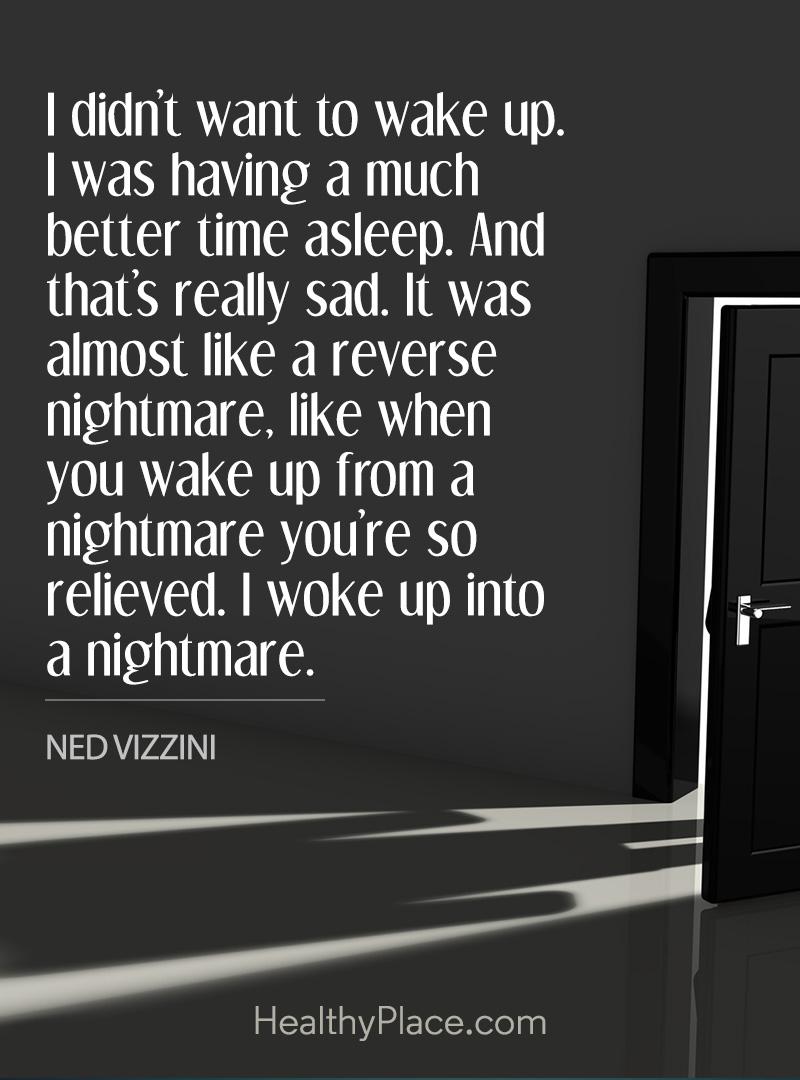 I didn't want to wake up.
I was having a much
better time asleep. And
that's really sad. It was
almost like a reverse
nightmare, like when
you wake up from a
nightmare you're so
relieved. I woke up into
a nightmare.
NED VIZZINI
HealthyPlace.com